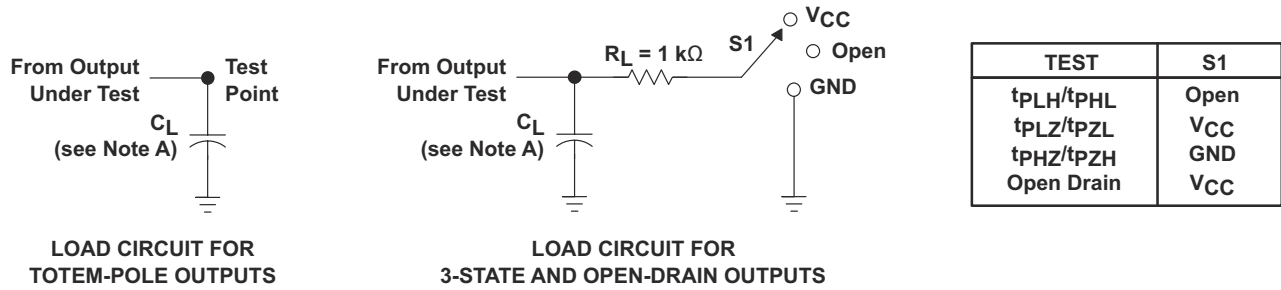 From Output
Under Test
Test
Point
CL
(see Note A)
LOAD CIRCUIT FOR
TOTEM-POLE OUTPUTS
From Output
Under Test
RL = 1 kΩ
S1
VCC
Open
GND
CL
(see Note A)
LOAD CIRCUIT FOR
3-STATE AND OPEN-DRAIN OUTPUTS
TEST S1
tPLH/tPHL Open
tPLZ/tPZL VCC
tPHZ/tPZH GND
Open Drain VCC